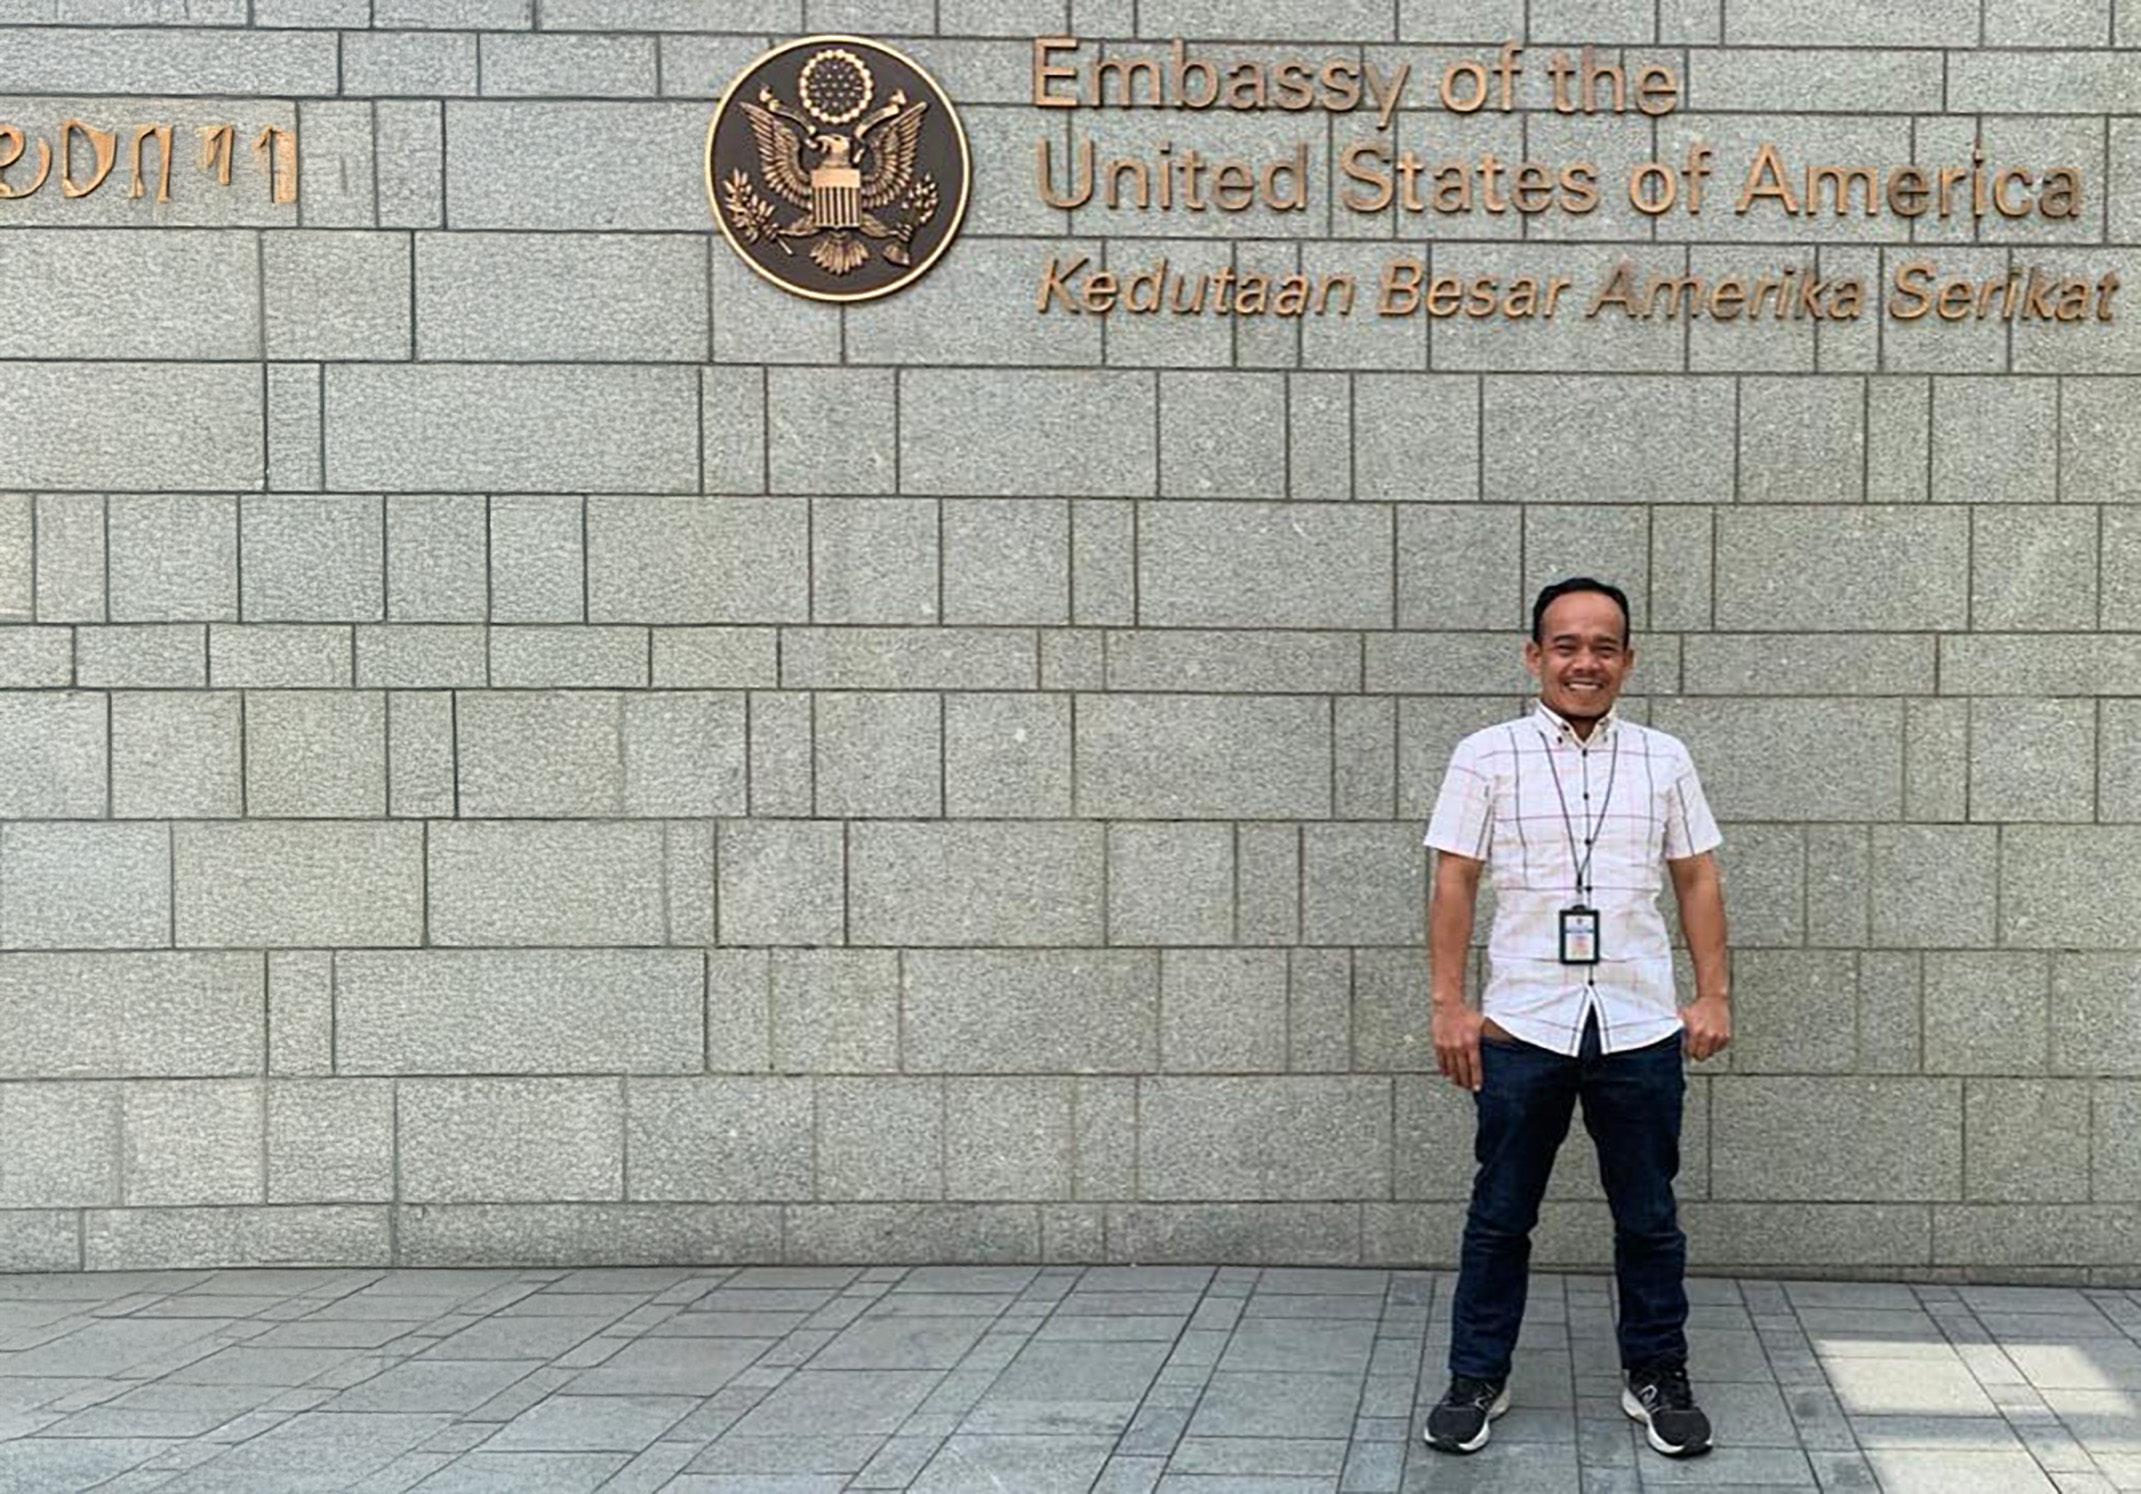 Embassy of the
United States of America
Kedutaan Besar Amerika Serikat